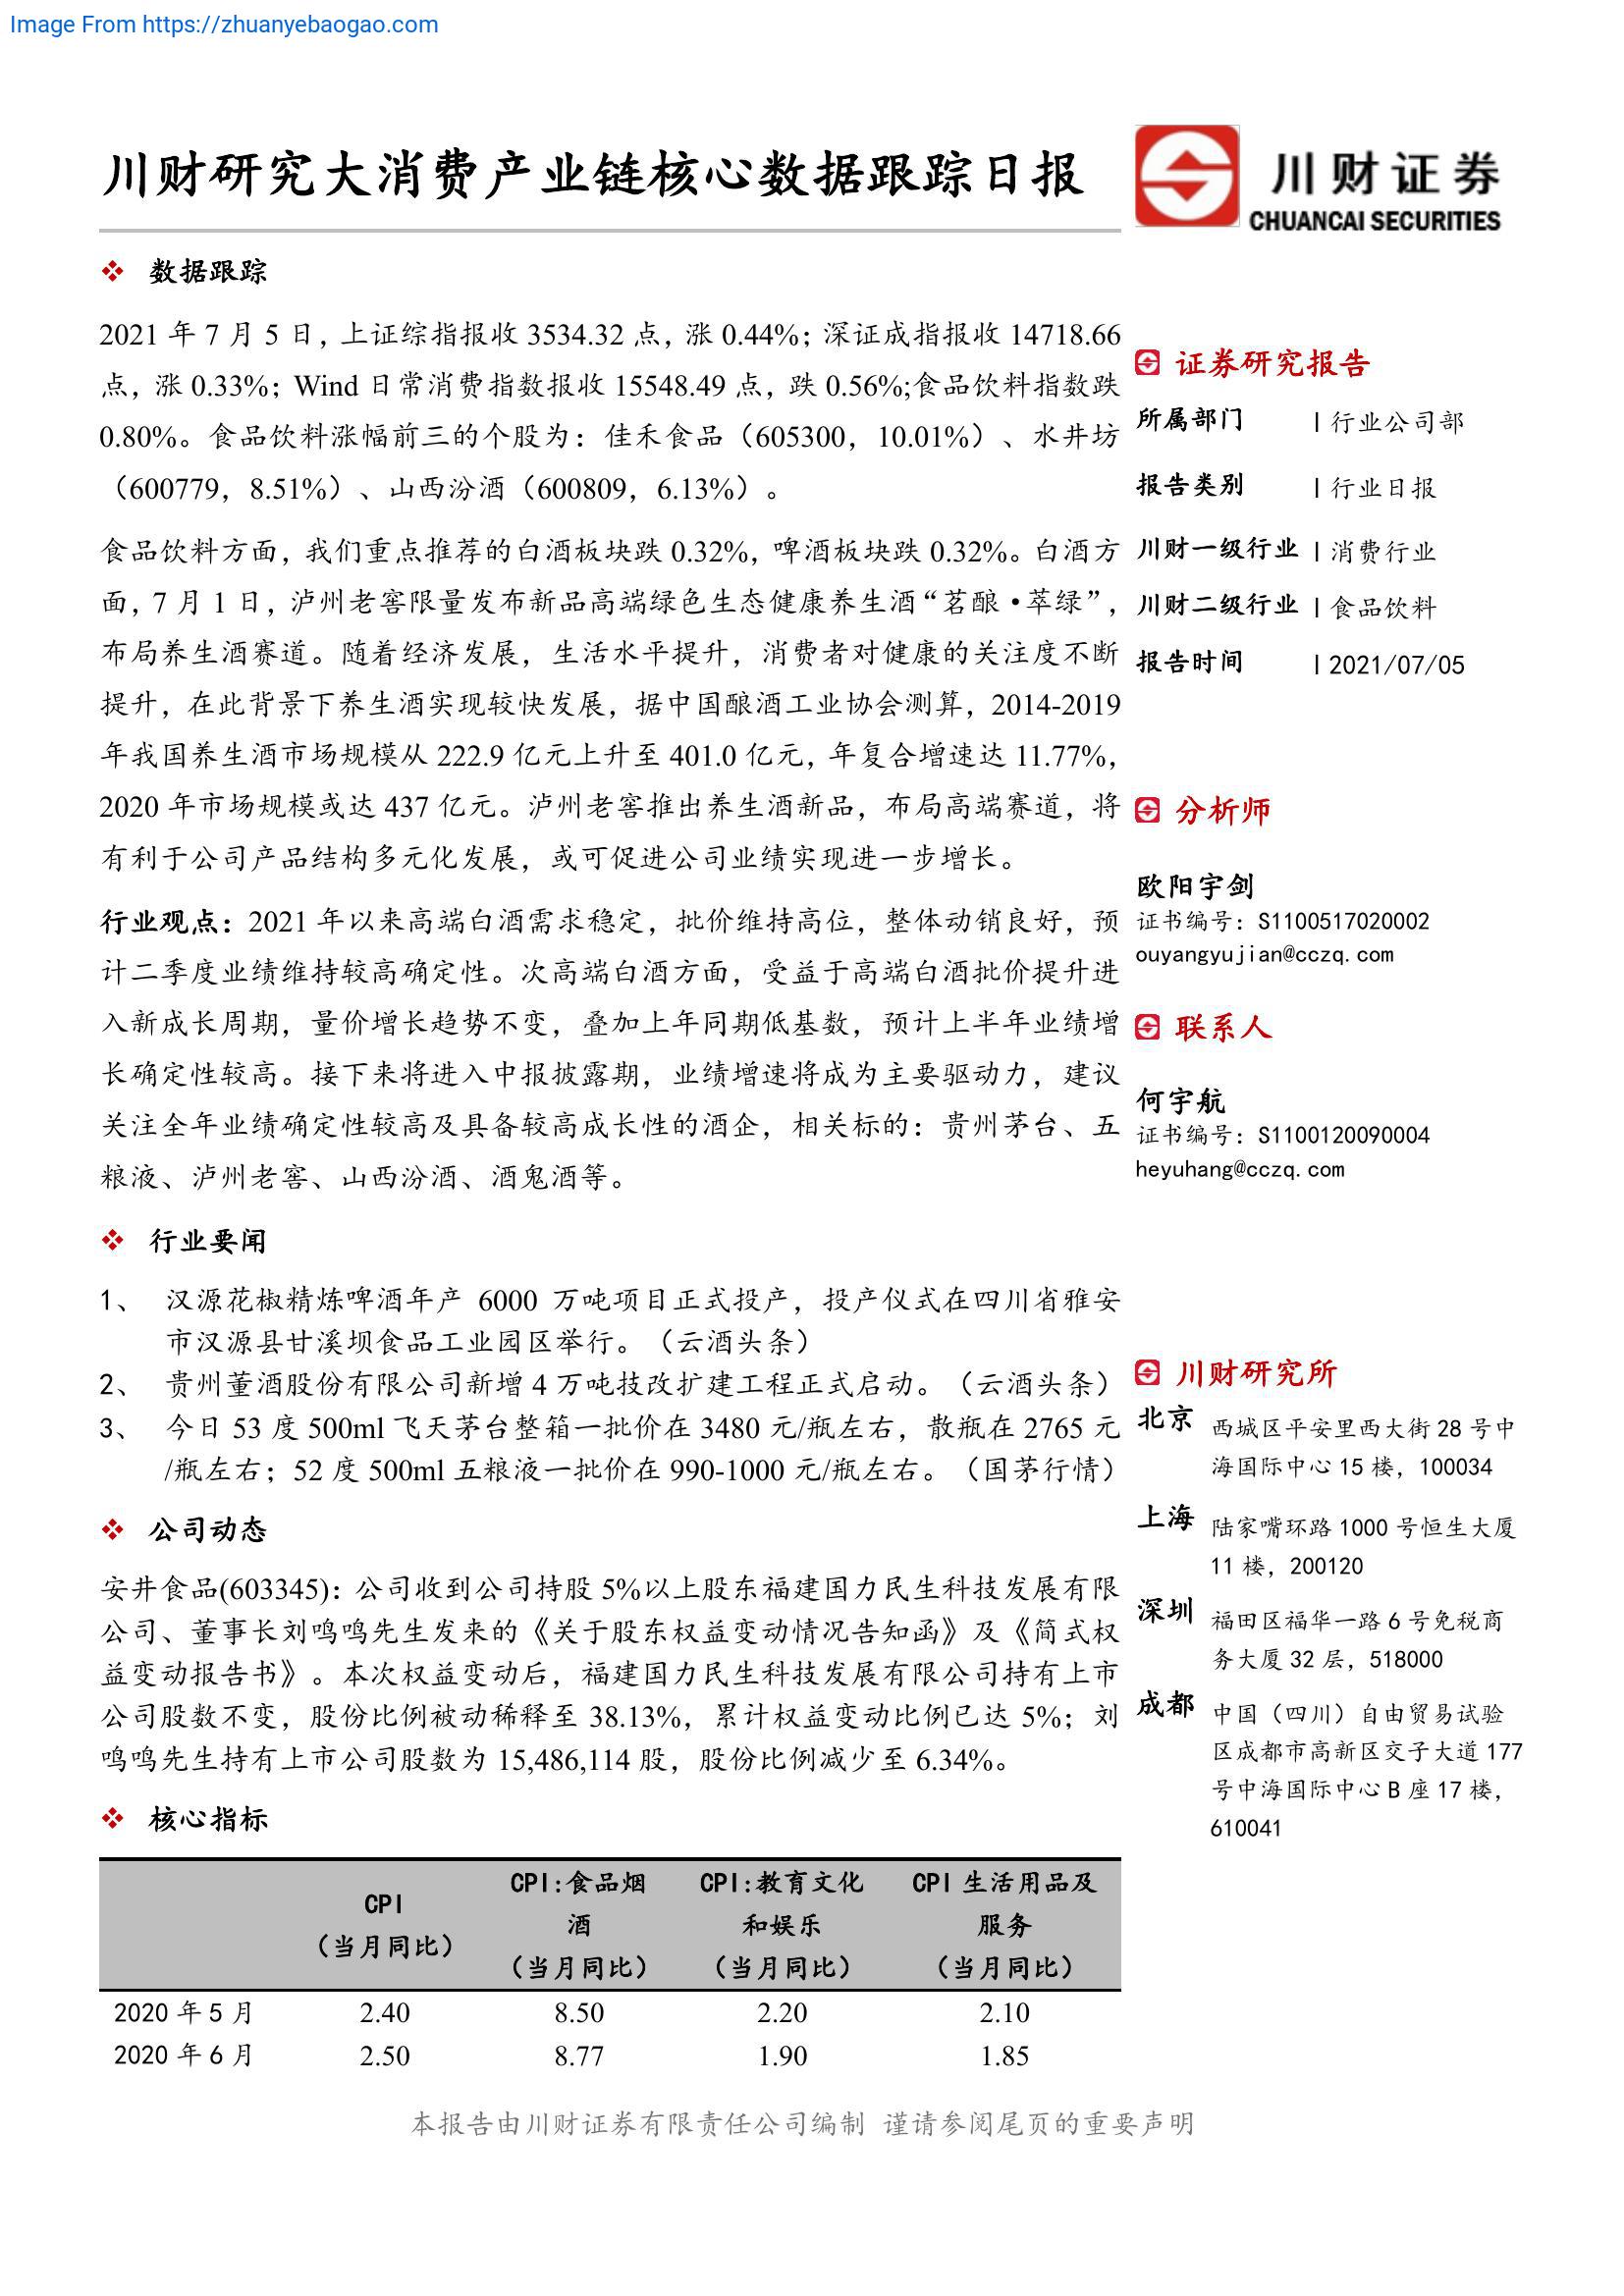 Image From https://zhuanyebaogao.com
川财研究大消费产业链核心数据跟踪日报
川财证券
CHUANCAI SECURITIES
数据跟踪
2021 年 7 月 5 日，上证综指报收 3534.32 点，涨 0.44%；深证成指报收 14718.66
点，涨 0.33%；Wind 日常消费指数报收 15548.49 点，跌 0.56%;食品饮料指数跌
0.80%。食品饮料涨幅前三的个股为：佳禾食品（605300，10.01%）、水井坊
（600779，8.51%）、山西汾酒（600809，6.13%）。
食品饮料方面，我们重点推荐的白酒板块跌 0.32%，啤酒板块跌 0.32%。白酒方
面，7 月 1 日，泸州老窖限量发布新品高端绿色生态健康养生酒“茗酿·萃绿”，
布局养生酒赛道。随着经济发展，生活水平提升，消费者对健康的关注度不断
提升，在此背景下养生酒实现较快发展，据中国酿酒工业协会测算，2014-2019
年我国养生酒市场规模从 222.9 亿元上升至 401.0 亿元，年复合增速达 11.77%，
2020 年市场规模或达 437 亿元。泸州老窖推出养生酒新品，布局高端赛道，将
有利于公司产品结构多元化发展，或可促进公司业绩实现进一步增长。
行业观点：2021 年以来高端白酒需求稳定，批价维持高位，整体动销良好，预
计二季度业绩维持较高确定性。次高端白酒方面，受益于高端白酒批价提升进
入新成长周期，量价增长趋势不变，叠加上年同期低基数，预计上半年业绩增
长确定性较高。接下来将进入中报披露期，业绩增速将成为主要驱动力，建议
关注全年业绩确定性较高及具备较高成长性的酒企，相关标的：贵州茅台、五
粮液、泸州老窖、山西汾酒、酒鬼酒等。
行业要闻
1、 汉源花椒精炼啤酒年产 6000 万吨项目正式投产，投产仪式在四川省雅安
市汉源县甘溪坝食品工业园区举行。（云酒头条）
2、 贵州董酒股份有限公司新增 4 万吨技改扩建工程正式启动。（云酒头条）
3、 今日 53 度 500ml 飞天茅台整箱一批价在 3480 元/瓶左右，散瓶在 2765 元
/瓶左右；52 度 500ml 五粮液一批价在 990-1000 元/瓶左右。（国茅行情）
公司动态
安井食品(603345)：公司收到公司持股 5%以上股东福建国力民生科技发展有限
公司、董事长刘鸣鸣先生发来的《关于股东权益变动情况告知函》及《简式权
益变动报告书》。本次权益变动后，福建国力民生科技发展有限公司持有上市
公司股数不变，股份比例被动稀释至 38.13%，累计权益变动比例已达 5%；刘
鸣鸣先生持有上市公司股数为 15,486,114 股，股份比例减少至 6.34%。
核心指标
CPI（当月同比） CPI:食品烟酒（当月同比） CPI:教育文化和娱乐（当月同比） CPI 生活用品及服务（当月同比）
2020 年 5 月 2.40 8.50 2.20 2.10
2020 年 6 月 2.50 8.77 1.90 1.85
证券研究报告
所属部门 | 行业公司部
报告类别 | 行业日报
川财一级行业 | 消费行业
川财二级行业 | 食品饮料
报告时间 | 2021/07/05
分析师
欧阳宇剑
证书编号：S1100517020002
ouyangyujian@cczq.com
联系人
何宇航
证书编号：S1100120090004
heyuhang@cczq.com
川财研究所
北京 西城区平安里西大街 28 号中
海国际中心 15 楼，100034
上海 陆家嘴环路 1000 号恒生大厦
11 楼，200120
深圳 福田区福华一路 6 号免税商
务大厦 32 层，518000
成都 中国（四川）自由贸易试验
区成都市高新区交子大道 177
号中海国际中心 B 座 17 楼，
610041
本报告由川财证券有限责任公司编制 谨请参阅尾页的重要声明